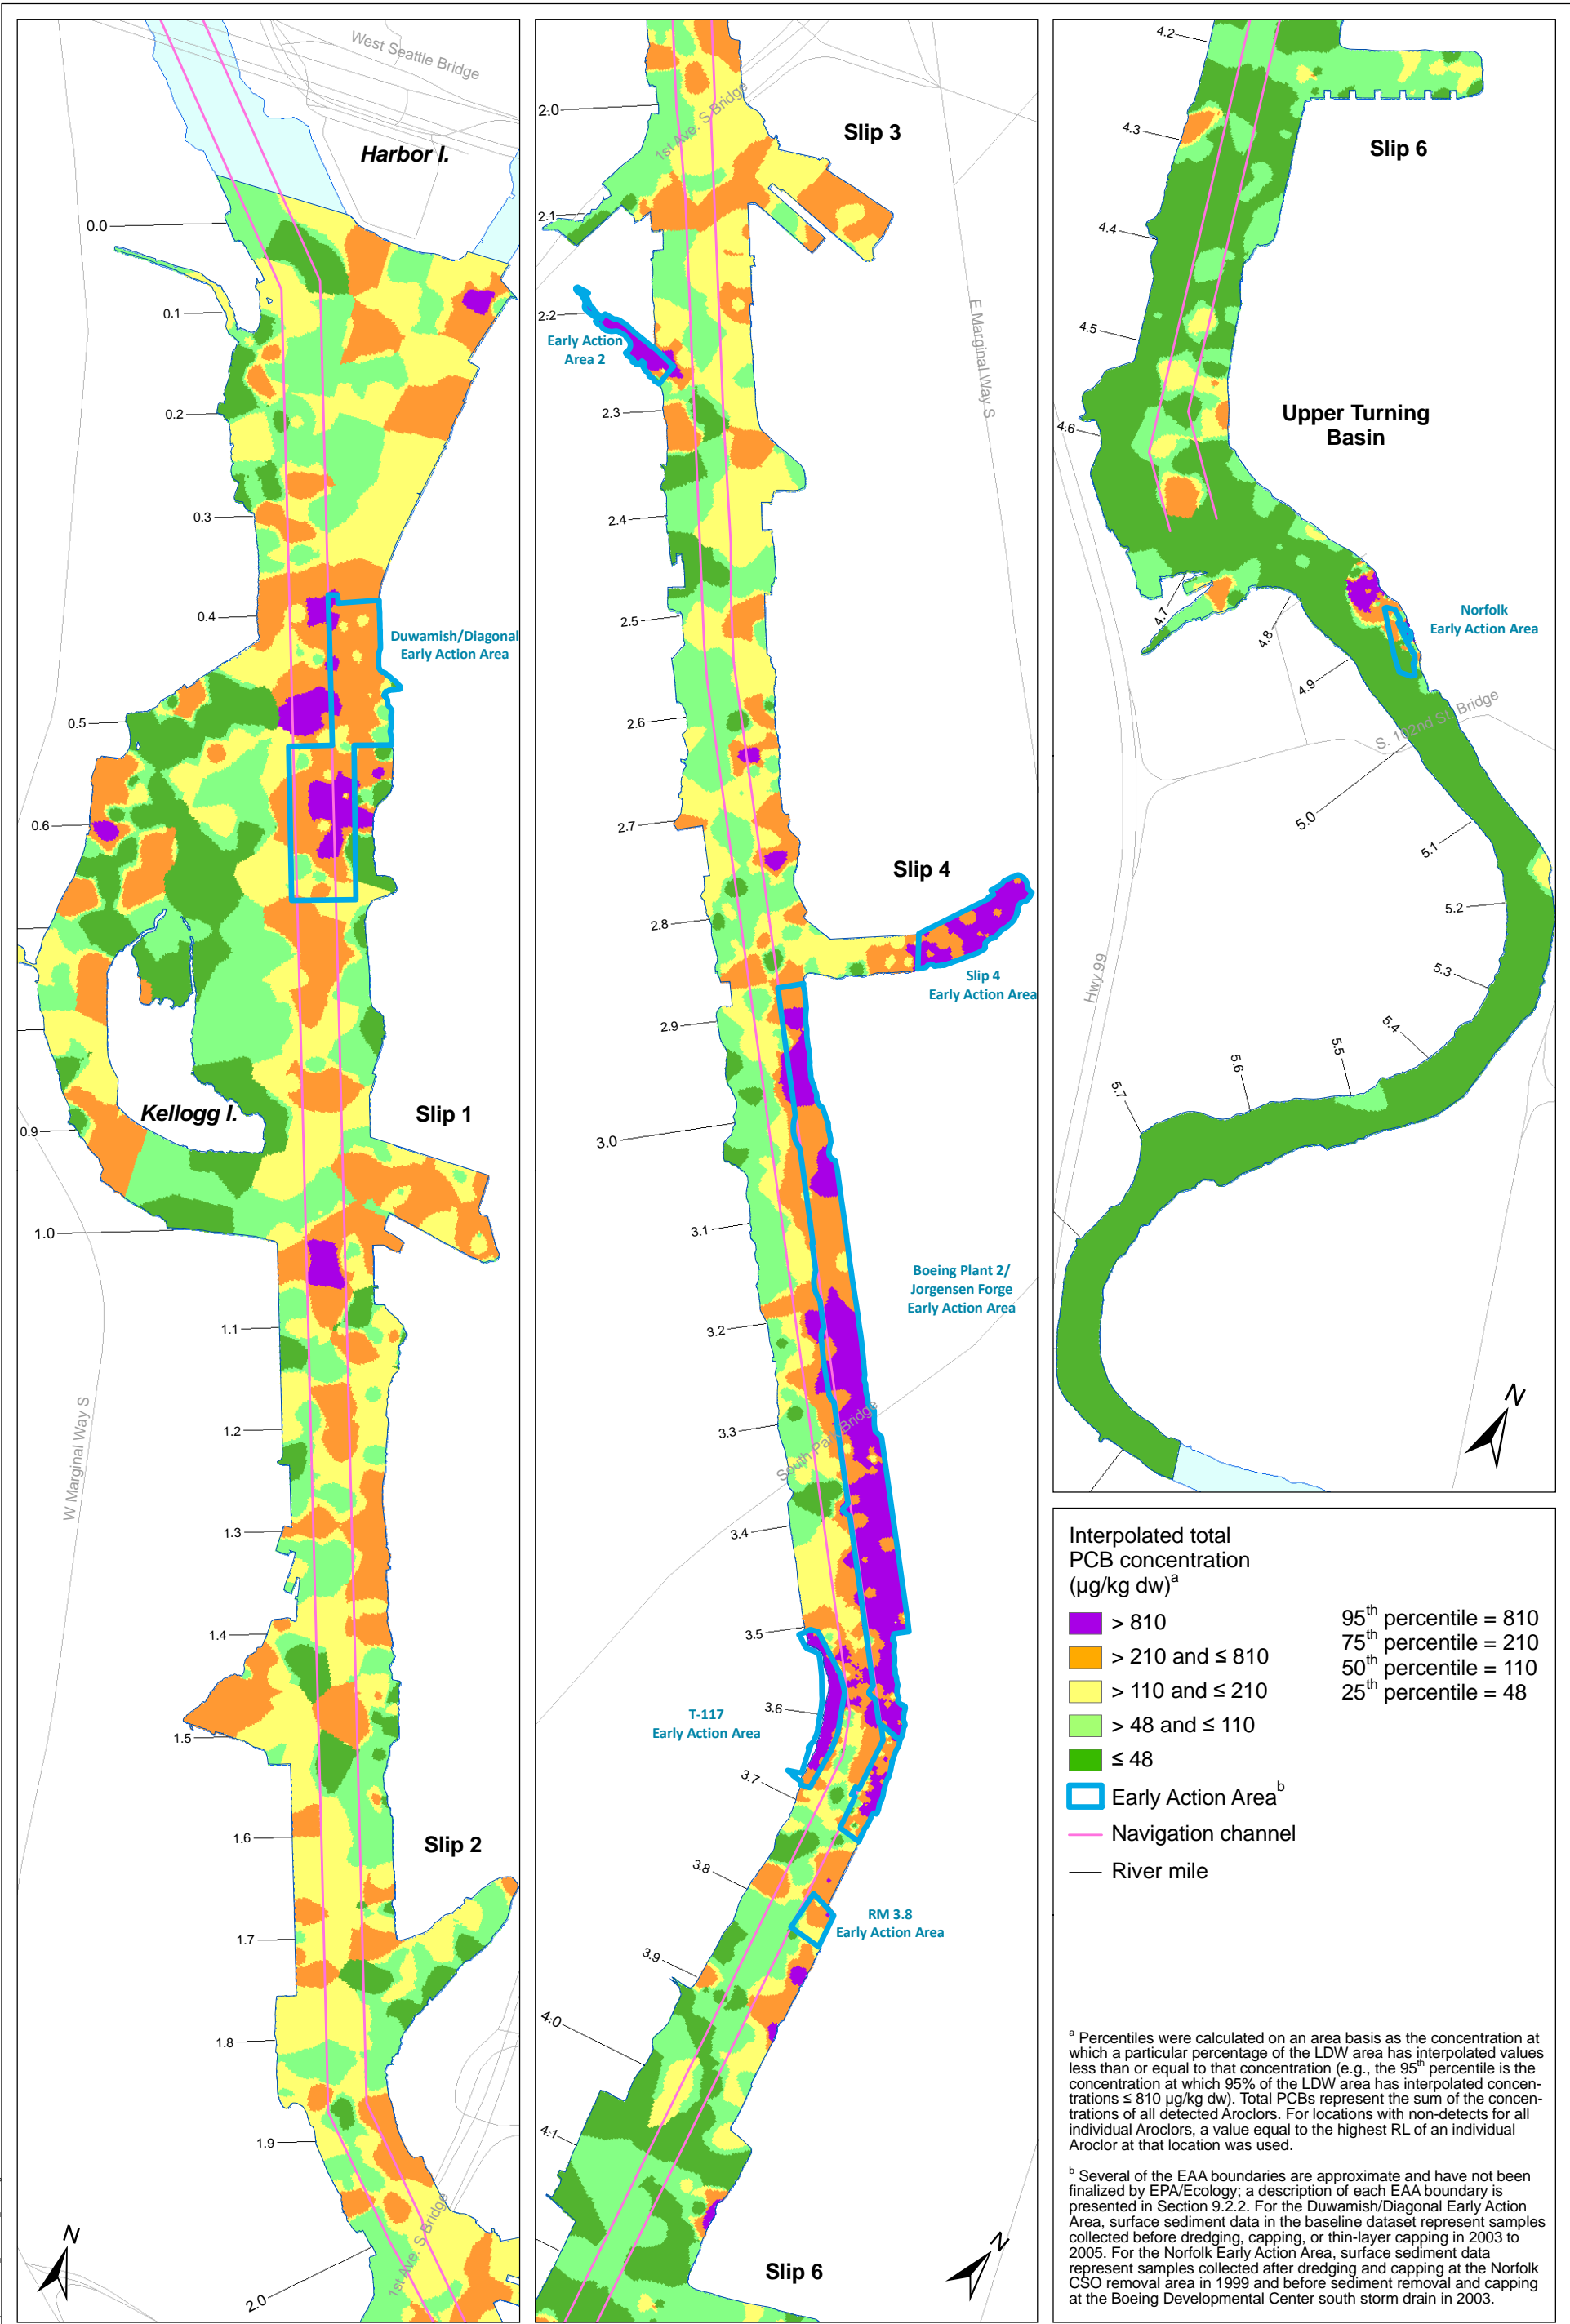 West Seattle Bridge
Harbor I.
0.0
0.1
0.2
0.3
0.4
Duwamish/Diagonal
Early Action Area
0.5
0.6
Kellogg I.
Slip 1
0.9
1.0
1.1
W Marginal Way S
1.2
1.3
1.4
1.5
1.6
Slip 2
1.7
1.8
1.9
1st Ave. S Bridge
N
2.0
2.0
1st Ave. S Bridge
Slip 3
2.1
2.2
Early Action
Area 2
E Marginal Way S
2.3
2.4
2.5
2.6
2.7
Slip 4
2.8
Slip 4
Early Action Area
2.9
3.0
3.1
Boeing Plant 2/
Jorgensen Forge
Early Action Area
3.2
3.3
South Park Bridge
3.4
3.5
3.6
T-117
Early Action Area
3.7
3.8
RM 3.8
Early Action Area
3.9
4.0
4.1
Slip 6
N
4.2
4.3
Slip 6
4.4
4.5
Upper Turning
Basin
4.6
4.7
4.8
Norfolk
Early Action Area
4.9
S. 102nd St. Bridge
5.0
5.1
5.2
5.3
Hwy 99
5.4
5.5
5.6
5.7
N
Interpolated total
PCB concentration
(µg/kg dw)a
> 810
> 210 and ≤ 810
> 110 and ≤ 210
> 48 and ≤ 110
≤ 48
95th percentile = 810
75th percentile = 210
50th percentile = 110
25th percentile = 48
Early Action Areab
Navigation channel
River mile
a Percentiles were calculated on an area basis as the concentration at
which a particular percentage of the LDW area has interpolated values
less than or equal to that concentration (e.g., the 95th percentile is the
concentration at which 95% of the LDW area has interpolated concen-
trations ≤ 810 µg/kg dw). Total PCBs represent the sum of the concen-
trations of all detected Aroclors. For locations with non-detects for all
individual Aroclors, a value equal to the highest RL of an individual
Aroclor at that location was used.
b Several of the EAA boundaries are approximate and have not been
finalized by EPA/Ecology; a description of each EAA boundary is
presented in Section 9.2.2. For the Duwamish/Diagonal Early Action
Area, surface sediment data in the baseline dataset represent samples
collected before dredging, capping, or thin-layer capping in 2003 to
2005. For the Norfolk Early Action Area, surface sediment data
represent samples collected after dredging and capping at the Norfolk
CSO removal area in 1999 and before sediment removal and capping
at the Boeing Developmental Center south storm drain in 2003.